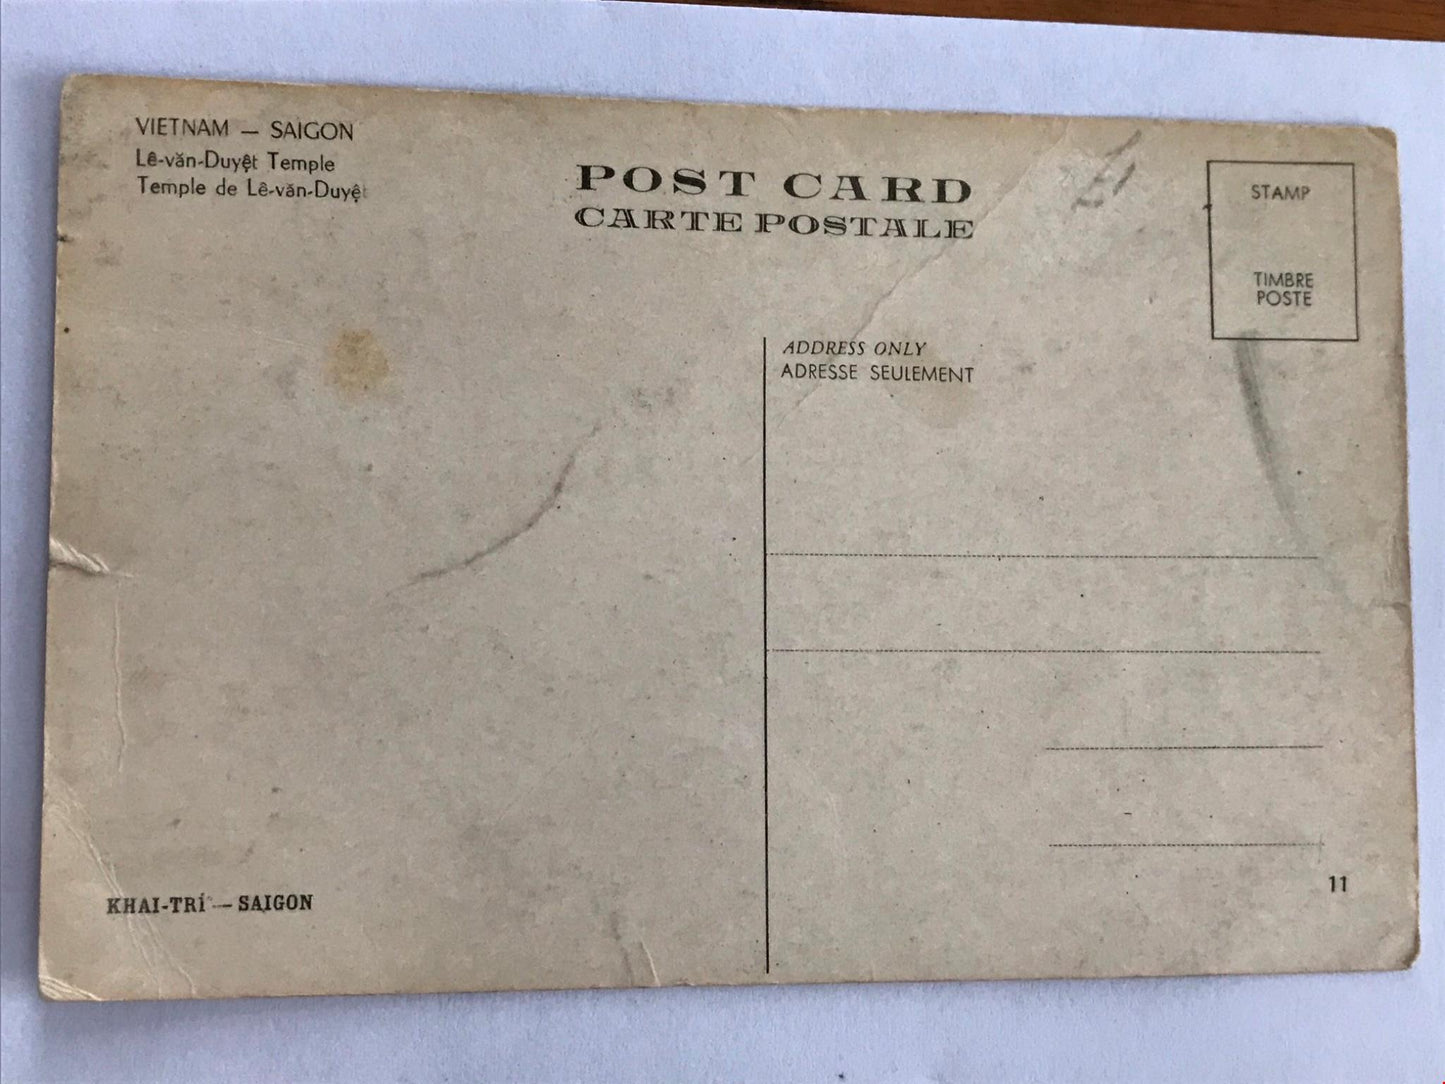 VIETNAM — SAIGON
Lê-văn-Duyệt Temple
Temple de Lê-văn-Duyệt
POST CARD
CARTE POSTALE
STAMP
TIMBRE
POSTE
ADDRESS ONLY
ADRESSE SEULEMENT
KHAI-TRÍ — SAIGON
11